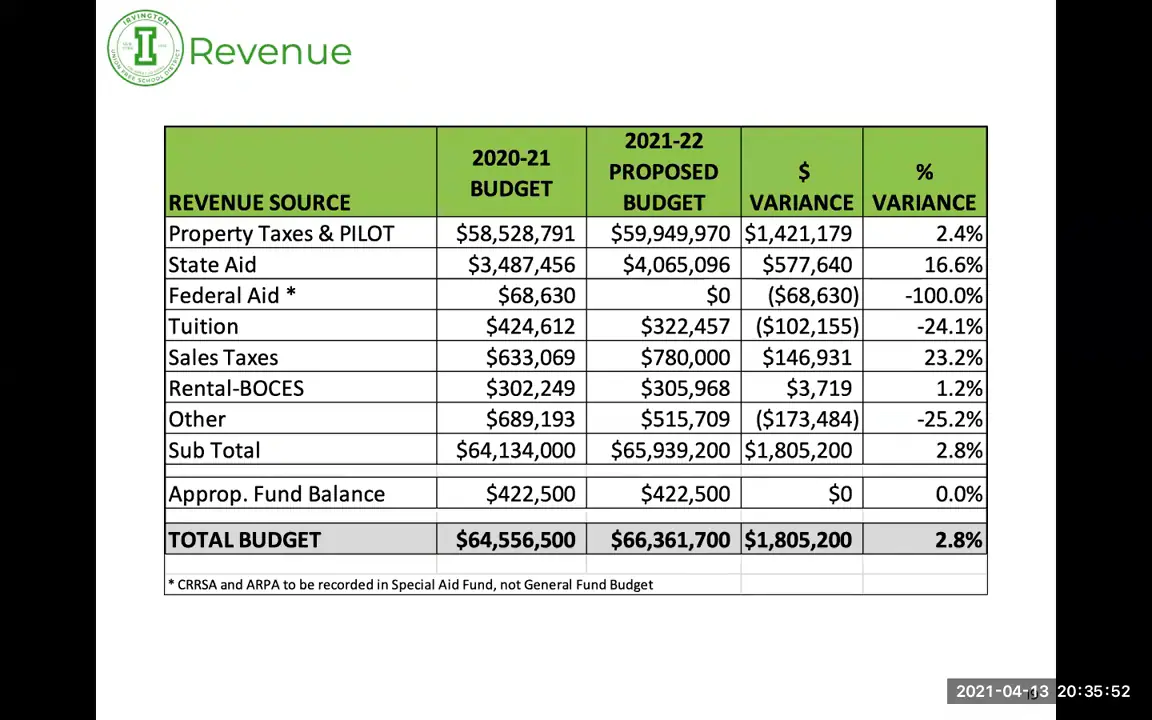 IRVINGTON
UNION FREE SCHOOL DISTRICT
I
Revenue
REVENUE SOURCE 2020-21 BUDGET 2021-22 PROPOSED BUDGET $ VARIANCE % VARIANCE
Property Taxes & PILOT $58,528,791 $59,949,970 $1,421,179 2.4%
State Aid $3,487,456 $4,065,096 $577,640 16.6%
Federal Aid * $68,630 $0 ($68,630) -100.0%
Tuition $424,612 $322,457 ($102,155) -24.1%
Sales Taxes $633,069 $780,000 $146,931 23.2%
Rental-BOCES $302,249 $305,968 $3,719 1.2%
Other $689,193 $515,709 ($173,484) -25.2%
Sub Total $64,134,000 $65,939,200 $1,805,200 2.8%
Approp. Fund Balance $422,500 $422,500 $0 0.0%
TOTAL BUDGET $64,556,500 $66,361,700 $1,805,200 2.8%
* CRRSA and ARPA to be recorded in Special Aid Fund, not General Fund Budget
2021-04-13 20:35:52